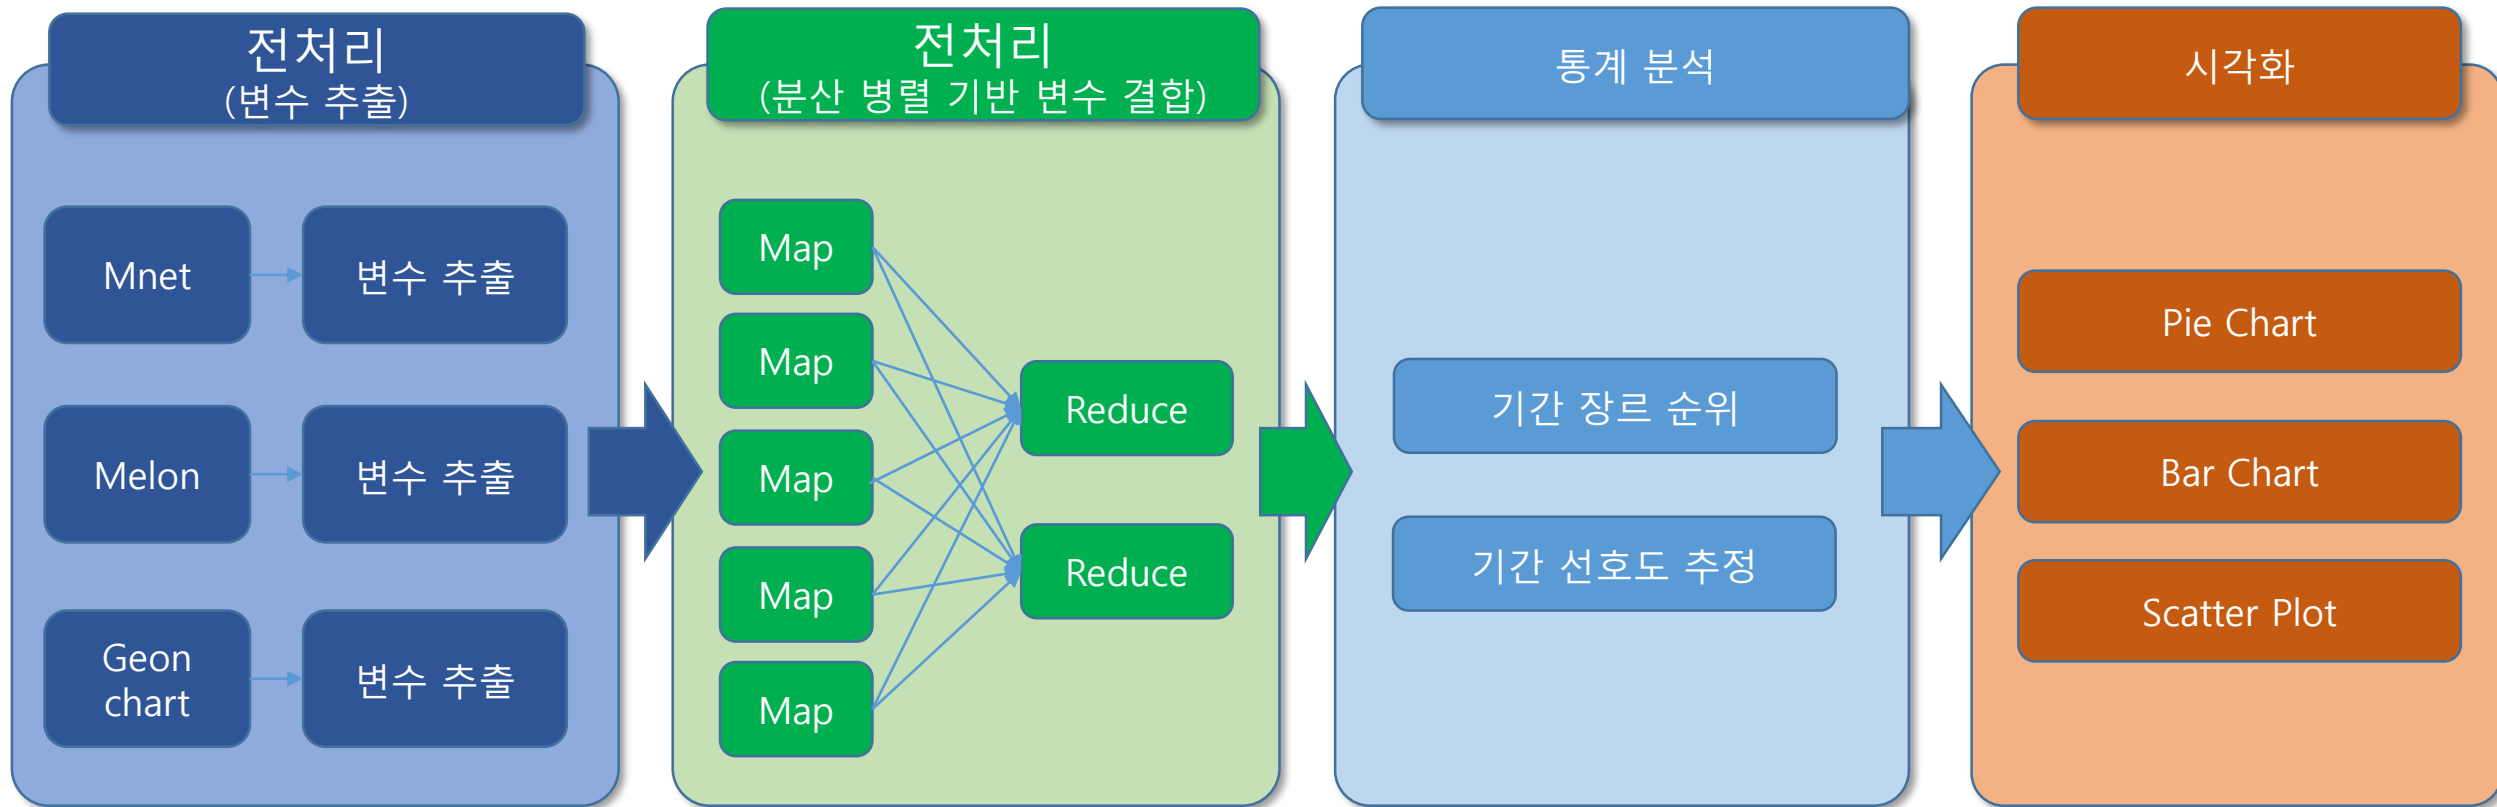 전처리
(변수 추출)
Mnet
변수 추출
Melon
변수 추출
Geon
chart
변수 추출
전처리
(분산 병렬 기반 변수 결합)
Map
Map
Map
Map
Map
Reduce
Reduce
통계 분석
기간 장르 순위
기간 선호도 추정
시각화
Pie Chart
Bar Chart
Scatter Plot